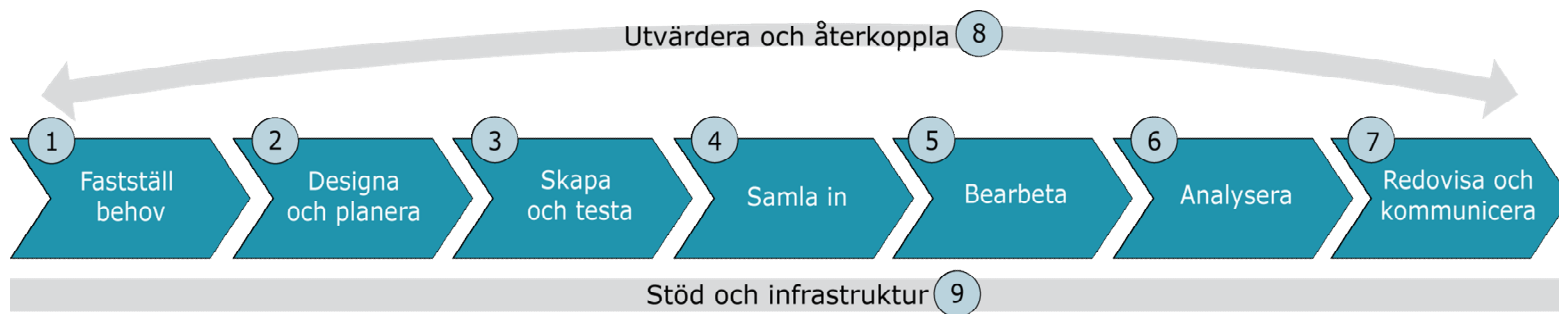 Utvärdera och återkoppla 8
1
Fastställ
behov
2
Designa
och planera
3
Skapa
och testa
4
Samla in
5
Bearbeta
6
Analysera
7
Redovisa och
kommunicera
Stöd och infrastruktur 9